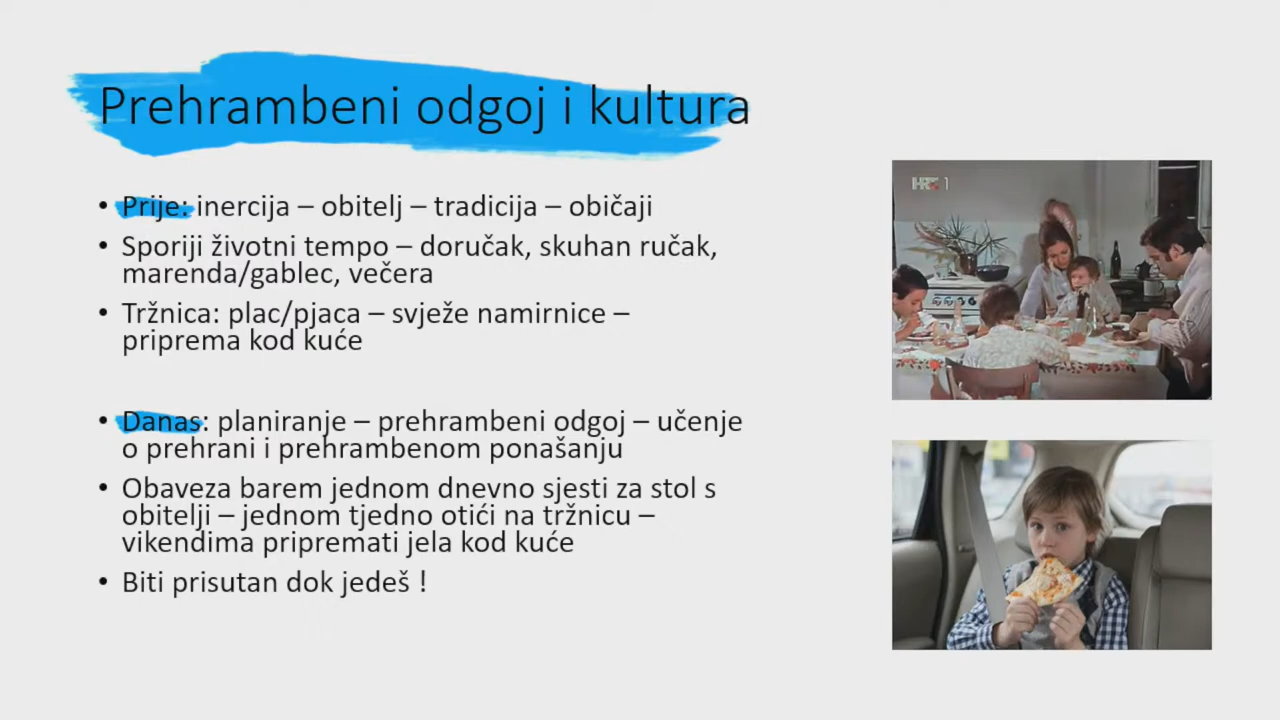 Prehrambeni odgoj i kultura
• Prije: inercija – obitelj – tradicija – običaji
• Sporiji životni tempo – doručak, skuhan ručak,
marenda/gablec, večera
• Tržnica: plac/pjaca – svježe namirnice –
priprema kod kuće
• Danas: planiranje – prehrambeni odgoj – učenje
o prehrani i prehrambenom ponašanju
• Obaveza barem jednom dnevno sjesti za stol s
obitelji – jednom tjedno otići na tržnicu –
vikendima pripremati jela kod kuće
• Biti prisutan dok jedeš !
HRT 1